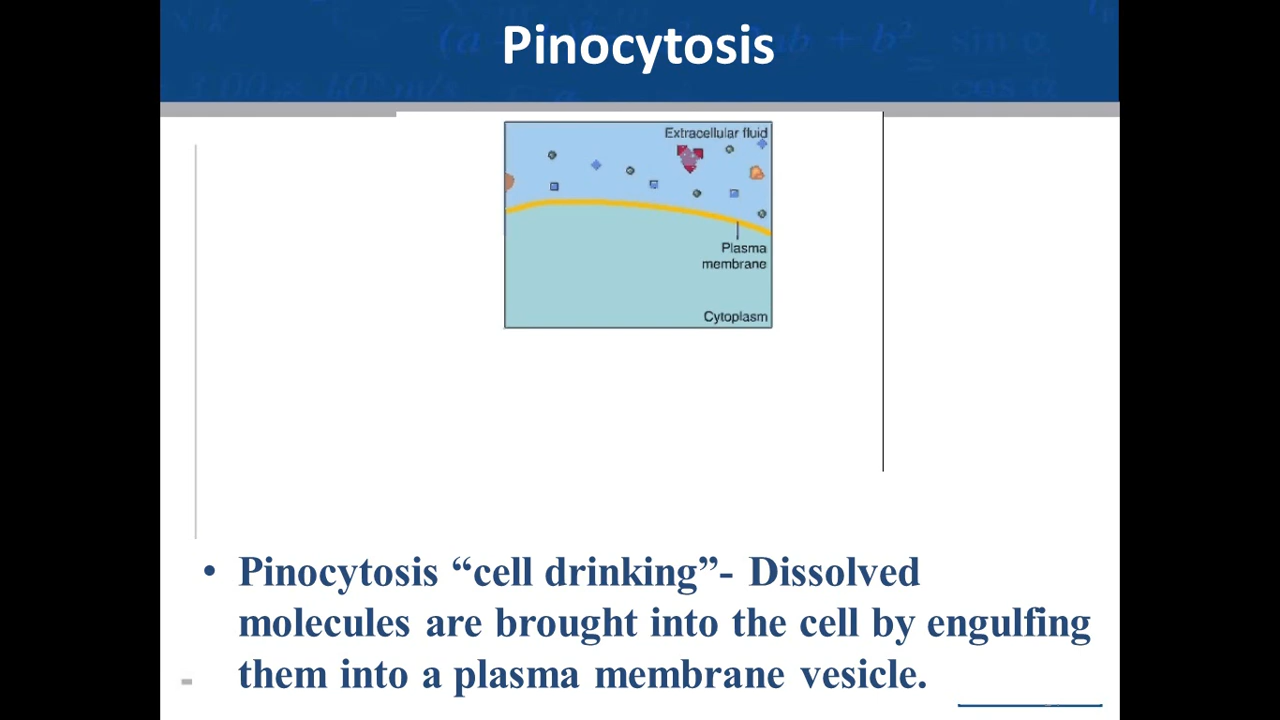 Pinocytosis
Extracellular fluid
Plasma
membrane
Cytoplasm
• Pinocytosis “cell drinking”- Dissolved
molecules are brought into the cell by engulfing
them into a plasma membrane vesicle.